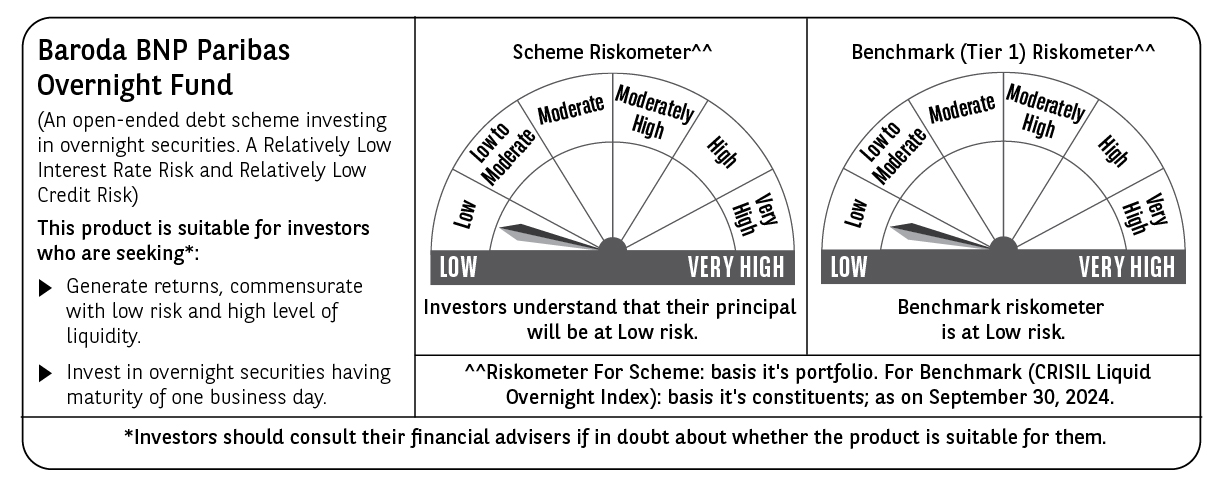 Baroda BNP Paribas
Overnight Fund
(An open-ended debt scheme investing
in overnight securities. A Relatively Low
Interest Rate Risk and Relatively Low
Credit Risk)
This product is suitable for investors
who are seeking*:
Generate returns, commensurate
with low risk and high level of
liquidity.
Invest in overnight securities having
maturity of one business day.
Scheme Riskometer^^
Low
Low to
Moderate
Moderate
Moderately
High
High
Very
High
LOW
VERY HIGH
Investors understand that their principal
will be at Low risk.
Benchmark (Tier 1) Riskometer^^
Low
Low to
Moderate
Moderate
Moderately
High
High
Very
High
LOW
VERY HIGH
Benchmark riskometer
is at Low risk.
^^Riskometer For Scheme: basis it's portfolio. For Benchmark (CRISIL Liquid
Overnight Index): basis it's constituents; as on September 30, 2024.
*Investors should consult their financial advisers if in doubt about whether the product is suitable for them.